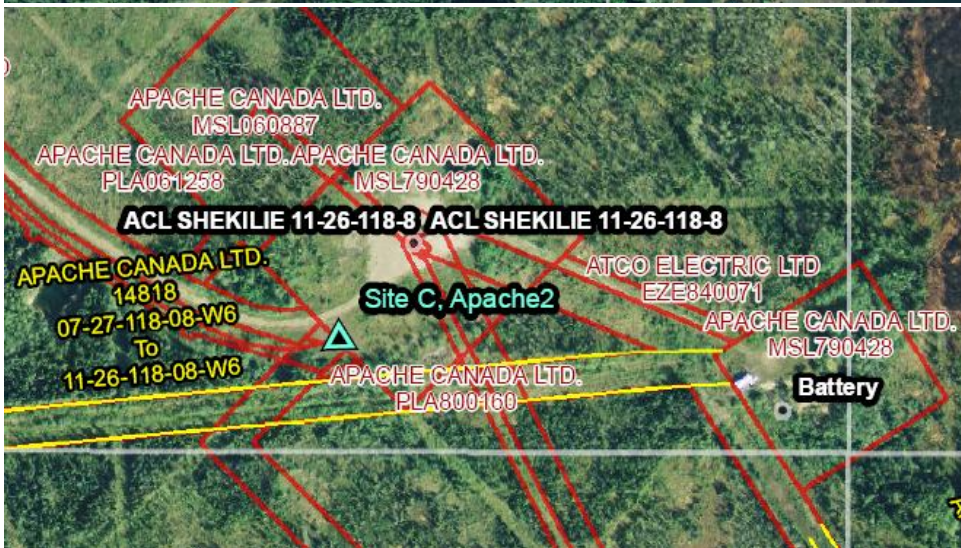 APACHE CANADA LTD.
MSL060887
APACHE CANADA LTD.
PLA061258
APACHE CANADA LTD.
MSL790428
ACL SHEKILIE 11-26-118-8
ACL SHEKILIE 11-26-118-8
APACHE CANADA LTD.
14818
07-27-118-08-W6
To
11-26-118-08-W6
Site C, Apache2
ATCO ELECTRIC LTD
EZE840071
APACHE CANADA LTD.
MSL790428
Battery
APACHE CANADA LTD.
PLA800160